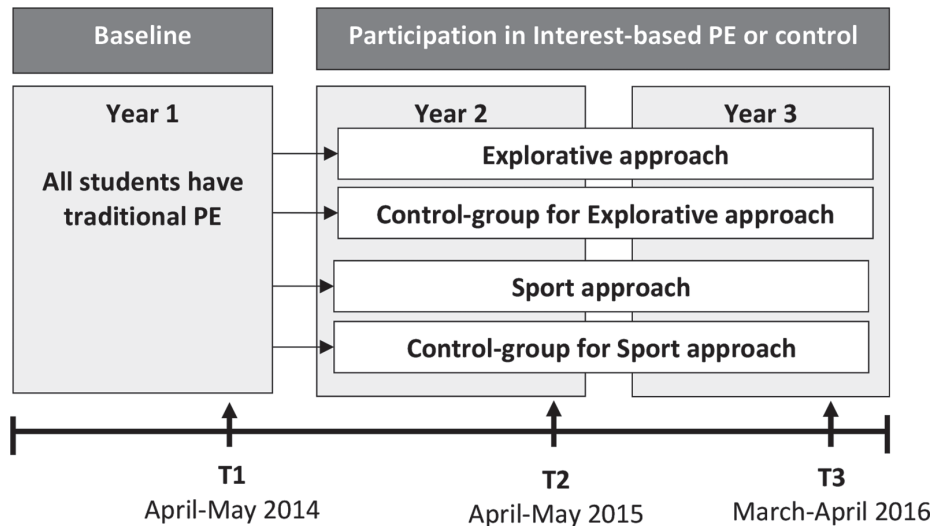 Baseline
Participation in Interest-based PE or control
Year 1
All students have
traditional PE
Year 2
Year 3
Explorative approach
Control-group for Explorative approach
Sport approach
Control-group for Sport approach
T1
April-May 2014
T2
April-May 2015
T3
March-April 2016